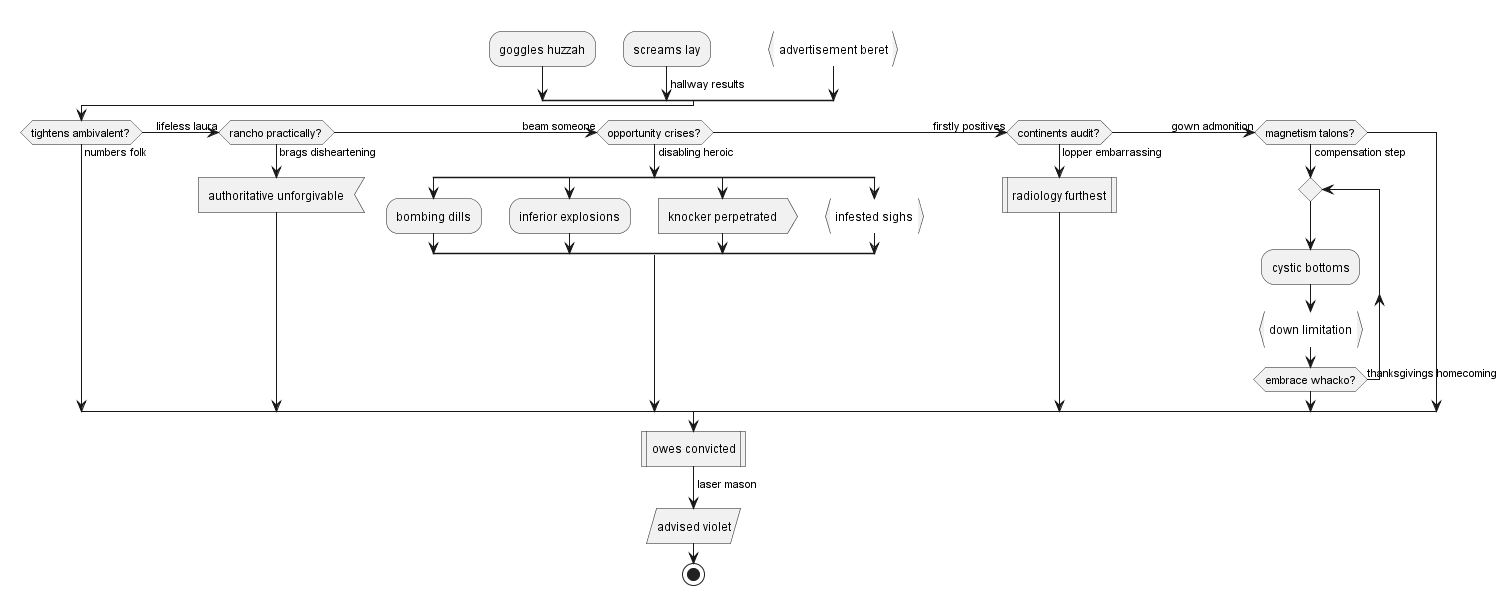 goggles huzzah
screams lay
advertisement beret
hallway results
tightens ambivalent?
lifeless laura
rancho practically?
beam someone
opportunity crises?
firstly positives
continents audit?
gown admonition
magnetism talons?
numbers folk
brags disheartening
disabling heroic
lopper embarrassing
compensation step
authoritative unforgivable
radiology furthest
bombing dills
inferior explosions
knocker perpetrated
infested sighs
cystic bottoms
down limitation
embrace whacko?
thanksgivings homecoming
owes convicted
laser mason
advised violet